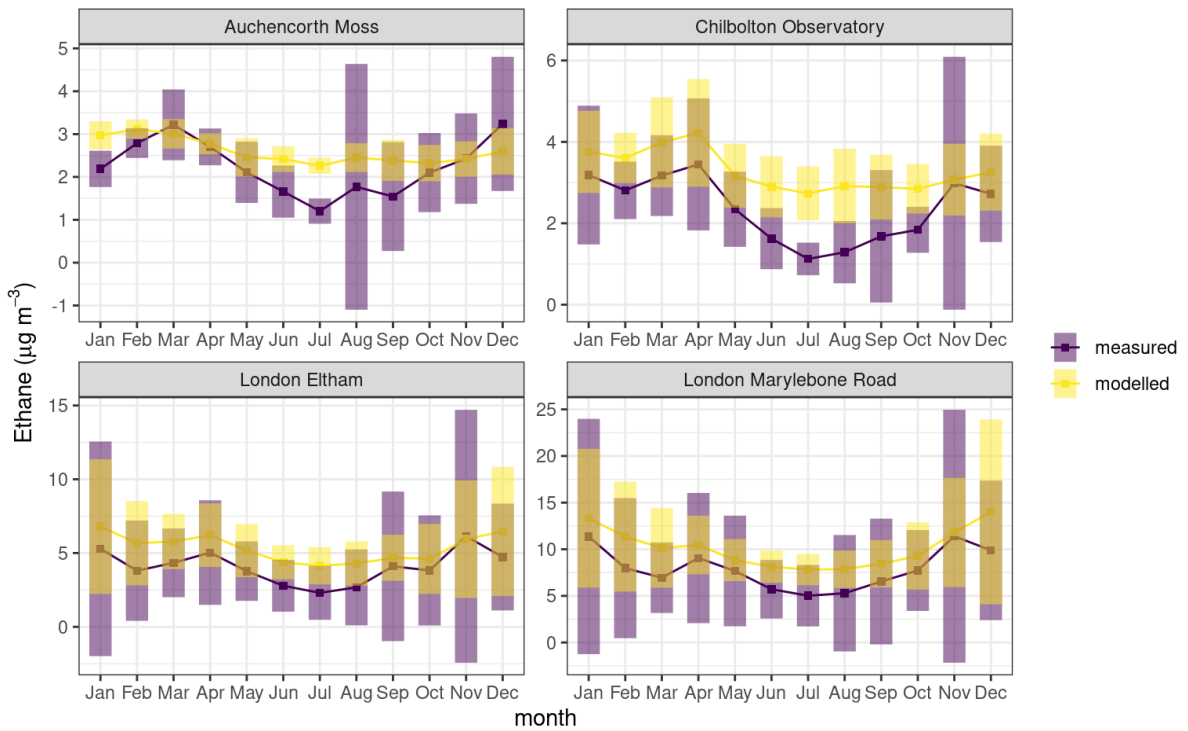 Auchencorth Moss
Chilbolton Observatory
5
4
3
2
1
0
-1
6
4
2
0
Jan Feb Mar Apr May Jun Jul Aug Sep Oct Nov Dec
Jan Feb Mar Apr May Jun Jul Aug Sep Oct Nov Dec
Ethane (μg m⁻³)
measured
modelled
London Eltham
London Marylebone Road
15
10
5
0
25
20
15
10
5
0
Jan Feb Mar Apr May Jun Jul Aug Sep Oct Nov Dec
Jan Feb Mar Apr May Jun Jul Aug Sep Oct Nov Dec
month